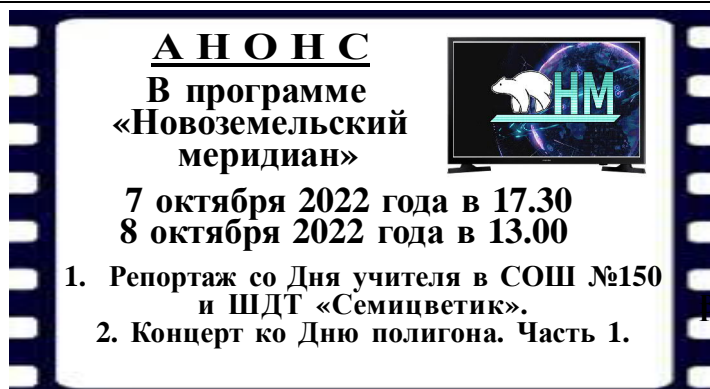 А Н О Н С
В программе
«Новоземельский
меридиан»
НМ
7 октября 2022 года в 17.30
8 октября 2022 года в 13.00
1. Репортаж со Дня учителя в СОШ №150
и ШДТ «Семицветик».
2. Концерт ко Дню полигона. Часть 1.